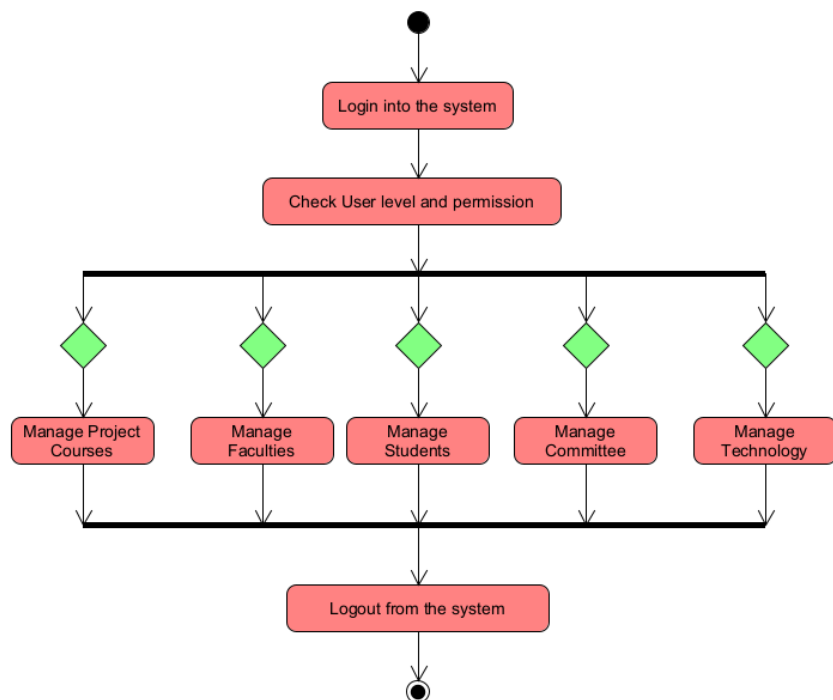 Login into the system
Check User level and permission
Manage Project
Courses
Manage
Faculties
Manage
Students
Manage
Committee
Manage
Technology
Logout from the system